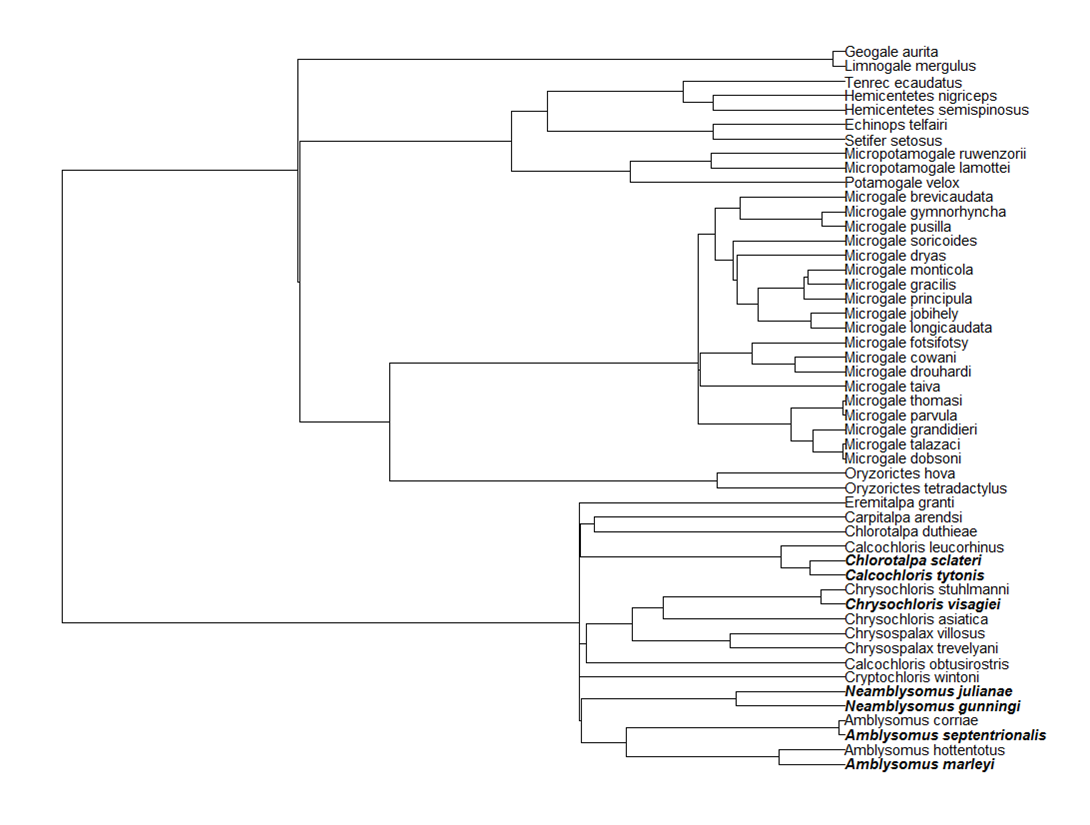 Geogale aurita
Limnogale mergulus
Tenrec ecaudatus
Hemicentetes nigriceps
Hemicentetes semispinosus
Echinops telfairi
Setifer setosus
Micropotamogale ruwenzorii
Micropotamogale lamottei
Potamogale velox
Microgale brevicaudata
Microgale gymnorhyncha
Microgale pusilla
Microgale soricoides
Microgale dryas
Microgale monticola
Microgale gracilis
Microgale principula
Microgale jobihely
Microgale longicaudata
Microgale fotsifotsy
Microgale cowani
Microgale drouhardi
Microgale taiva
Microgale thomasi
Microgale parvula
Microgale grandidieri
Microgale talazaci
Microgale dobsoni
Oryzorictes hova
Oryzorictes tetradactylus
Eremitalpa granti
Carpitalpa arendsi
Chlorotalpa duthieae
Calcochloris leucorhinus
Chlorotalpa sclateri
Calcochloris tytonis
Chrysochloris stuhlmanni
Chrysochloris visagiei
Chrysochloris asiatica
Chrysospalax villosus
Chrysospalax trevelyani
Calcochloris obtusirostris
Cryptochloris wintoni
Neamblysomus julianae
Neamblysomus gunningi
Amblysomus corriae
Amblysomus septentrionalis
Amblysomus hottentotus
Amblysomus marleyi